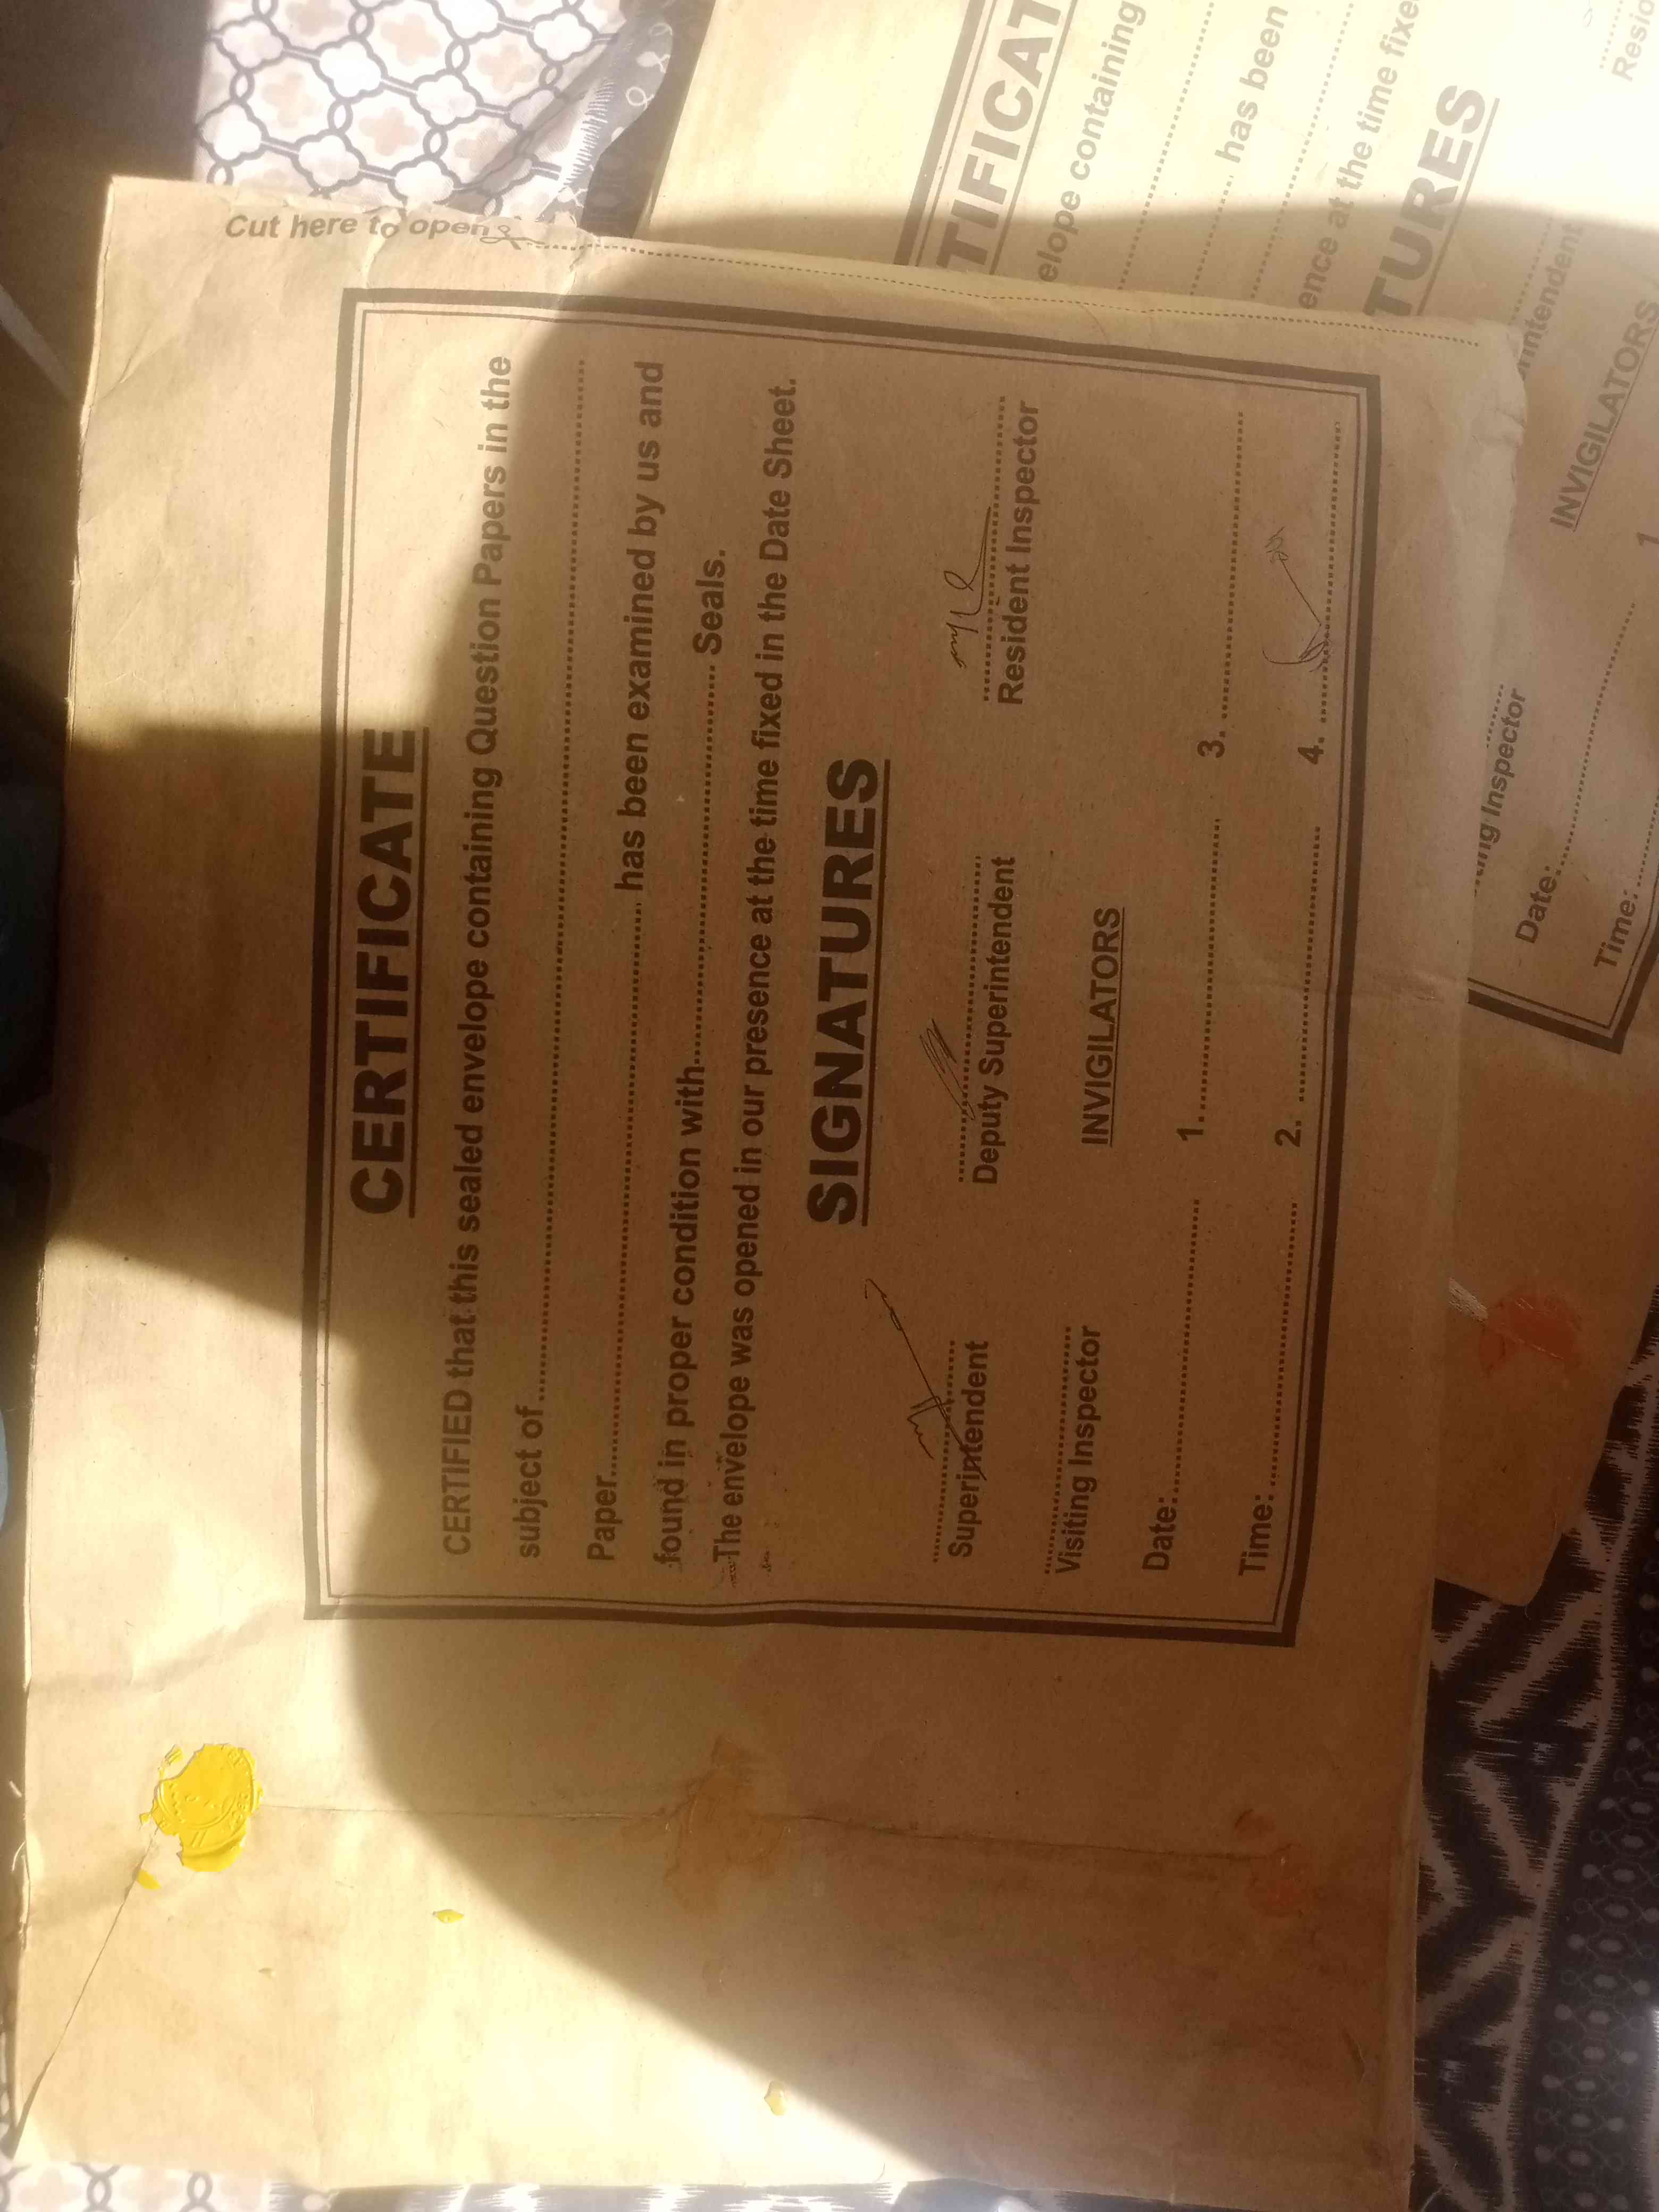 Cut here to open
CERTIFICATE
CERTIFIED that this sealed envelope containing Question Papers in the
subject of............................................................
Paper.................................... has been examined by us and
found in proper condition with.............................. Seals.
The envelope was opened in our presence at the time fixed in the Date Sheet.
SIGNATURES
Superintendent Deputy Superintendent Resident Inspector
Visiting Inspector
INVIGILATORS
Date:.................... 1..................... 3.....................
Time:.................... 2. .................... 4. ....................
TIFICAT
elope containing
has been
ence at the time fixe
TURES
intendent
Resid
INVIGILATORS
ing Inspector
1
Date:....................
Time:....................